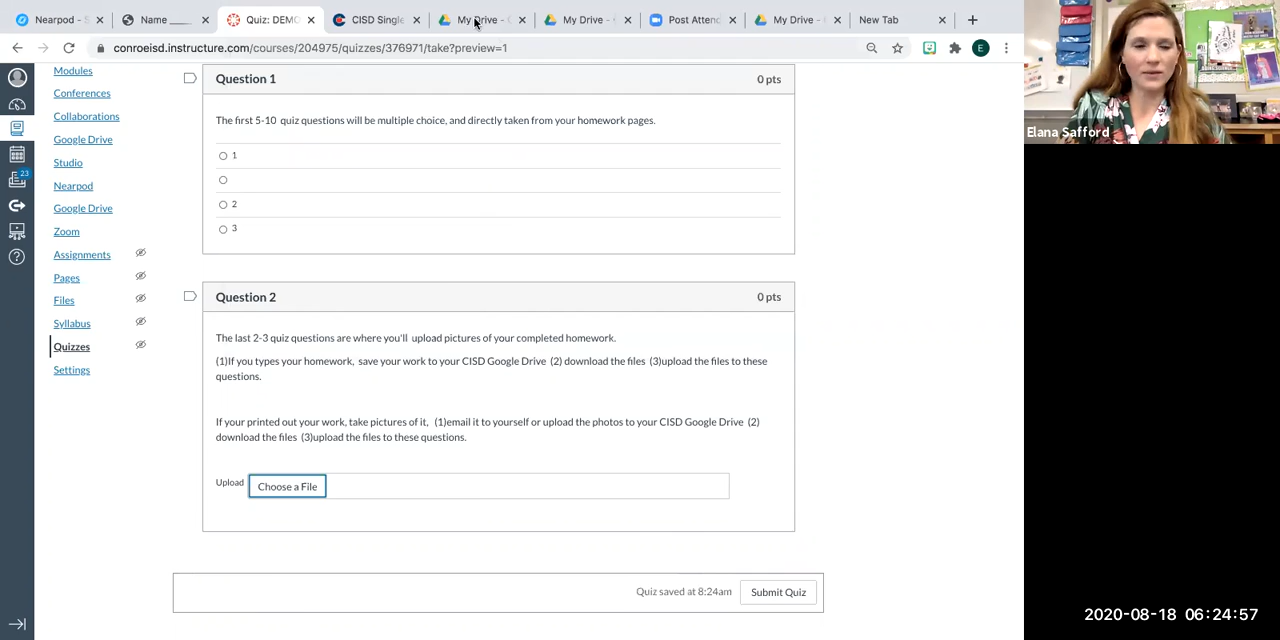 Nearpod - S
Name ____
Quiz: DEMO
CISD Single
My Drive -
My Drive -
Post Attend
My Drive -
New Tab
conroeisd.instructure.com/courses/204975/quizzes/376971/take?preview=1
E
Modules
Conferences
Collaborations
Google Drive
Studio
23
Nearpod
Google Drive
Zoom
Assignments
Pages
Files
Syllabus
Quizzes
Settings
Question 1
0 pts
The first 5-10 quiz questions will be multiple choice, and directly taken from your homework pages.
1
2
3
Question 2
0 pts
The last 2-3 quiz questions are where you'll upload pictures of your completed homework.
(1)If you types your homework, save your work to your CISD Google Drive (2) download the files (3)upload the files to these
questions.
If your printed out your work, take pictures of it, (1)email it to yourself or upload the photos to your CISD Google Drive (2)
download the files (3)upload the files to these questions.
Upload
Choose a File
Quiz saved at 8:24am
Submit Quiz
Elana Safford
2020-08-18 06:24:57